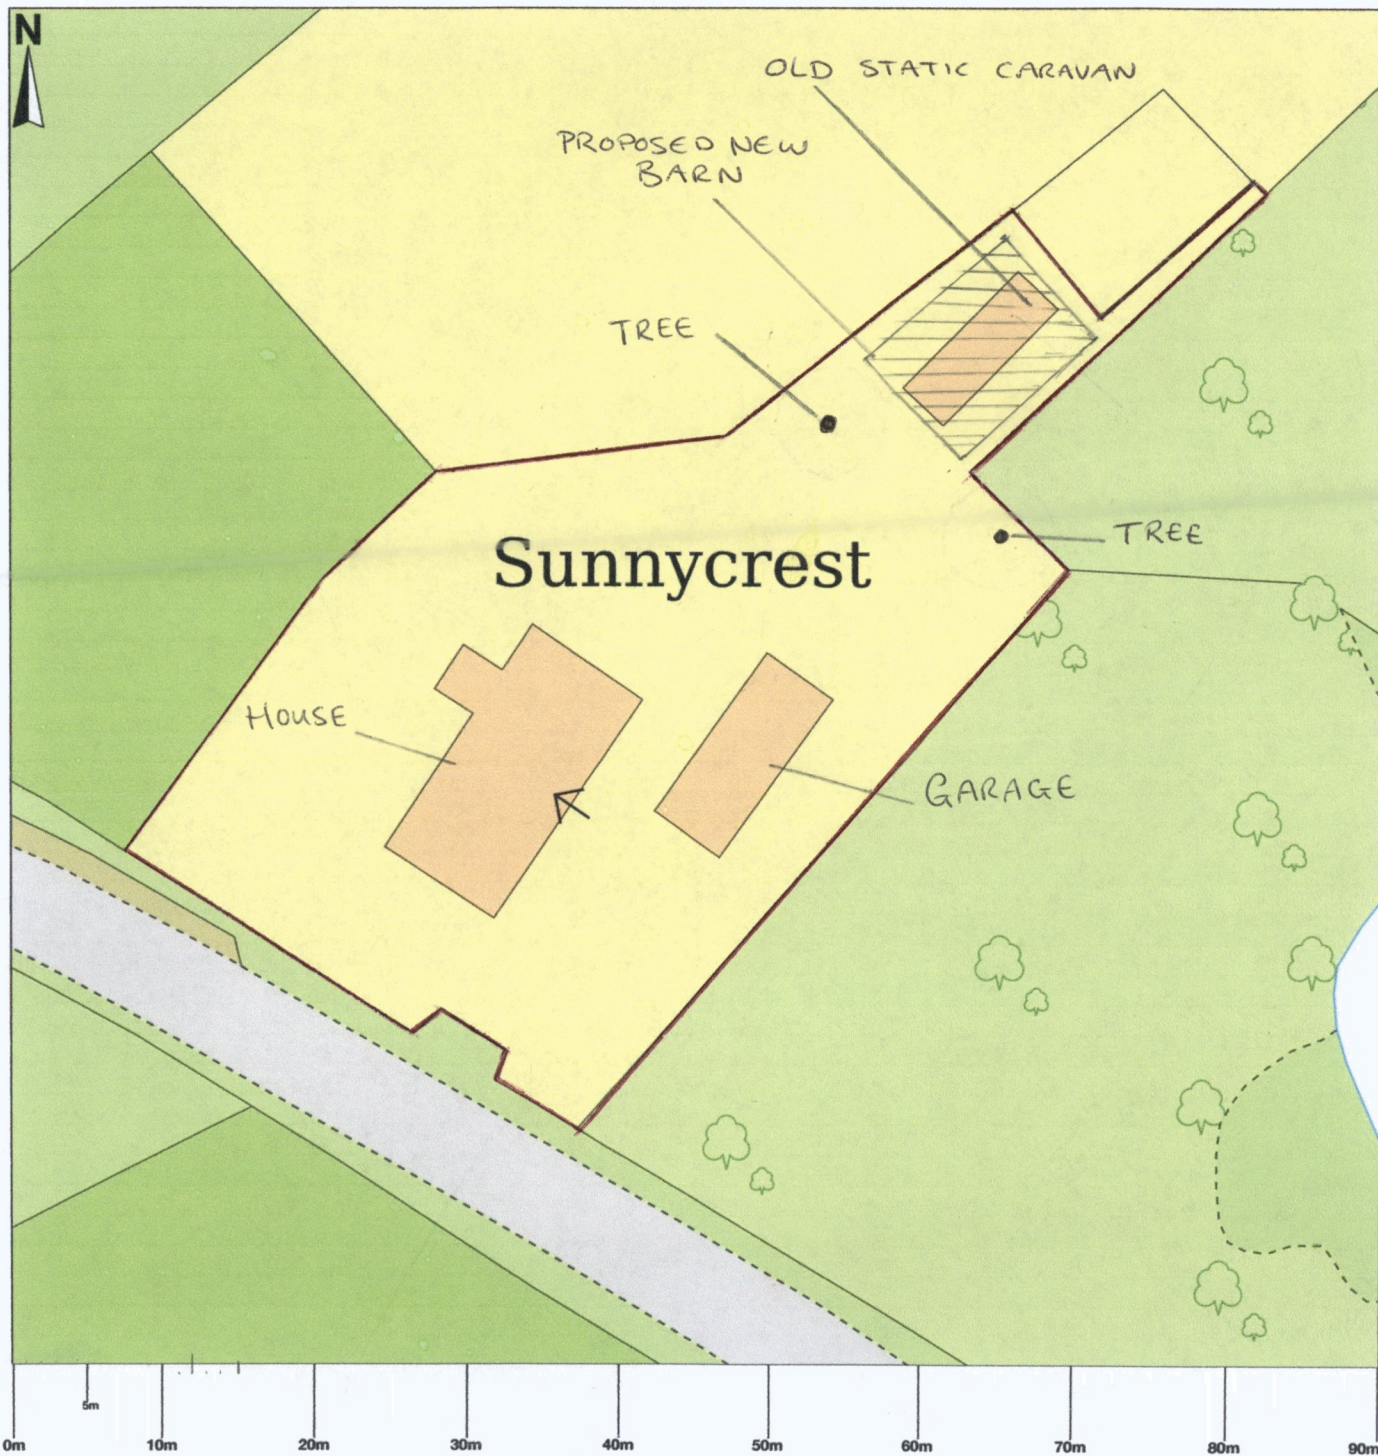 N
OLD STATIC CARAVAN
PROPOSED NEW
BARN
TREE
TREE
Sunnycrest
HOUSE
GARAGE
5m
0m 10m 20m 30m 40m 50m 60m 70m 80m 90m